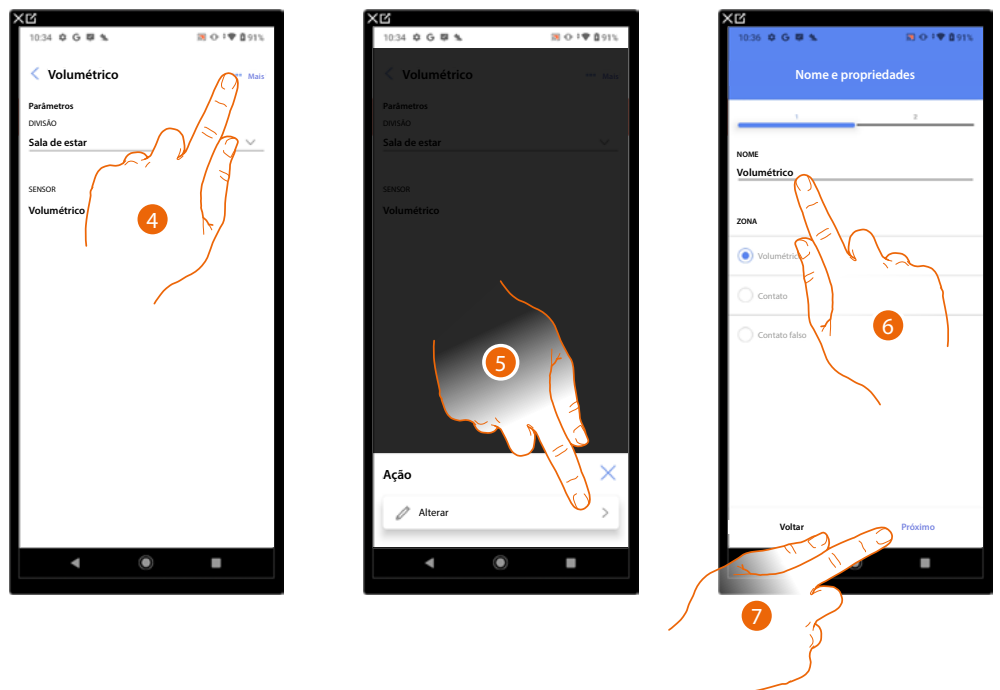 10:34 G 91%
Volumétrico
Mais
Parâmetros
DIVISÃO
Sala de estar
SENSOR
Volumétrico
4
10:34 G 91%
Volumétrico
Mais
Parâmetros
DIVISÃO
Sala de estar
SENSOR
Volumétrico
5
Ação
Alterar
10:36 G 91%
Nome e propriedades
1 2
NOME
Volumétrico
ZONA
Volumétrico
Contato
Contato falso
6
Voltar Próximo
7